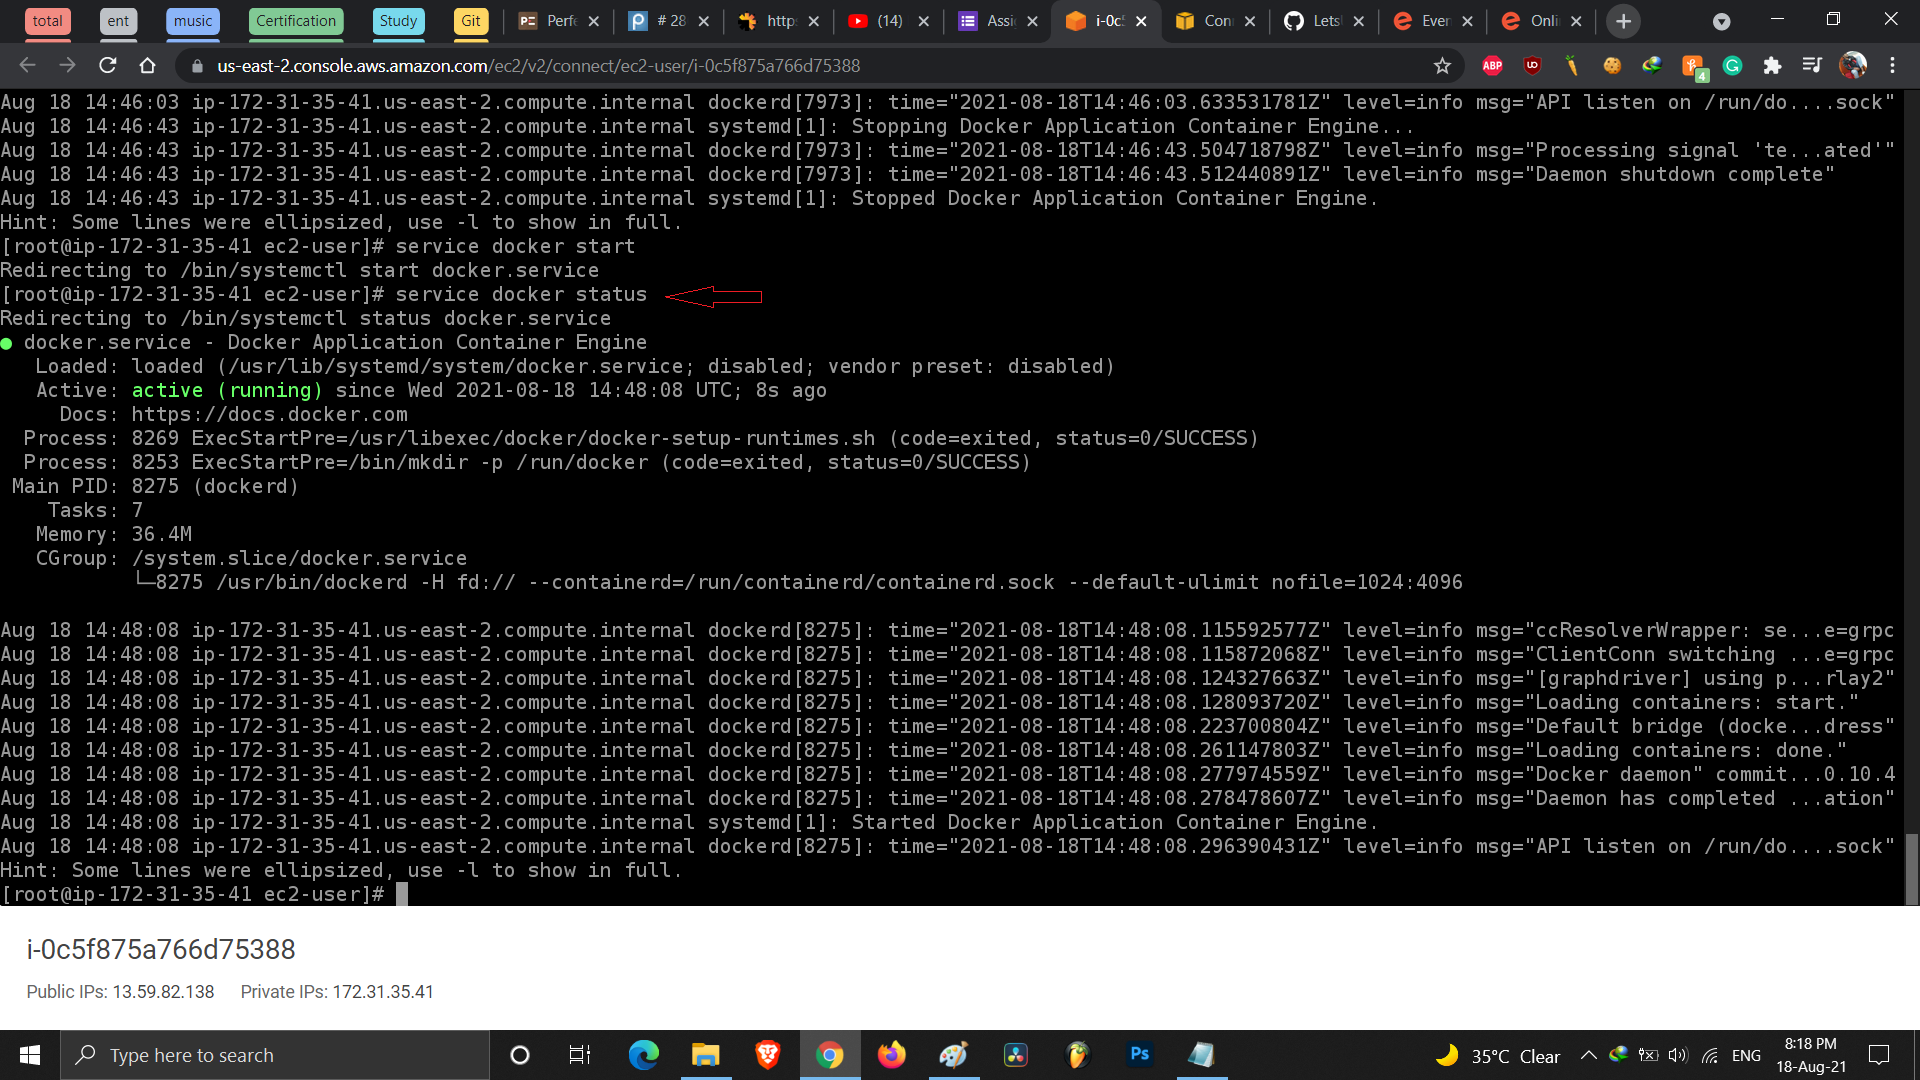 total ent music Certification Study Git Perfe # 28 http (14) Assi i-0c5 Conn Letsl Even Onli
us-east-2.console.aws.amazon.com/ec2/v2/connect/ec2-user/i-0c5f875a766d75388 ABP UD 4
Aug 18 14:46:03 ip-172-31-35-41.us-east-2.compute.internal dockerd[7973]: time="2021-08-18T14:46:03.633531781Z" level=info msg="API listen on /run/do....sock"
Aug 18 14:46:43 ip-172-31-35-41.us-east-2.compute.internal systemd[1]: Stopping Docker Application Container Engine...
Aug 18 14:46:43 ip-172-31-35-41.us-east-2.compute.internal dockerd[7973]: time="2021-08-18T14:46:43.504718798Z" level=info msg="Processing signal 'te...ated'"
Aug 18 14:46:43 ip-172-31-35-41.us-east-2.compute.internal dockerd[7973]: time="2021-08-18T14:46:43.512440891Z" level=info msg="Daemon shutdown complete"
Aug 18 14:46:43 ip-172-31-35-41.us-east-2.compute.internal systemd[1]: Stopped Docker Application Container Engine.
Hint: Some lines were ellipsized, use -l to show in full.
[root@ip-172-31-35-41 ec2-user]# service docker start
Redirecting to /bin/systemctl start docker.service
[root@ip-172-31-35-41 ec2-user]# service docker status
Redirecting to /bin/systemctl status docker.service
● docker.service - Docker Application Container Engine
Loaded: loaded (/usr/lib/systemd/system/docker.service; disabled; vendor preset: disabled)
Active: active (running) since Wed 2021-08-18 14:48:08 UTC; 8s ago
Docs: https://docs.docker.com
Process: 8269 ExecStartPre=/usr/libexec/docker/docker-setup-runtimes.sh (code=exited, status=0/SUCCESS)
Process: 8253 ExecStartPre=/bin/mkdir -p /run/docker (code=exited, status=0/SUCCESS)
Main PID: 8275 (dockerd)
Tasks: 7
Memory: 36.4M
CGroup: /system.slice/docker.service
└─8275 /usr/bin/dockerd -H fd:// --containerd=/run/containerd/containerd.sock --default-ulimit nofile=1024:4096
Aug 18 14:48:08 ip-172-31-35-41.us-east-2.compute.internal dockerd[8275]: time="2021-08-18T14:48:08.115592577Z" level=info msg="ccResolverWrapper: se...e=grpc
Aug 18 14:48:08 ip-172-31-35-41.us-east-2.compute.internal dockerd[8275]: time="2021-08-18T14:48:08.115872068Z" level=info msg="ClientConn switching ...e=grpc
Aug 18 14:48:08 ip-172-31-35-41.us-east-2.compute.internal dockerd[8275]: time="2021-08-18T14:48:08.124327663Z" level=info msg="[graphdriver] using p...rlay2"
Aug 18 14:48:08 ip-172-31-35-41.us-east-2.compute.internal dockerd[8275]: time="2021-08-18T14:48:08.128093720Z" level=info msg="Loading containers: start."
Aug 18 14:48:08 ip-172-31-35-41.us-east-2.compute.internal dockerd[8275]: time="2021-08-18T14:48:08.223700804Z" level=info msg="Default bridge (docke...dress"
Aug 18 14:48:08 ip-172-31-35-41.us-east-2.compute.internal dockerd[8275]: time="2021-08-18T14:48:08.261147803Z" level=info msg="Loading containers: done."
Aug 18 14:48:08 ip-172-31-35-41.us-east-2.compute.internal dockerd[8275]: time="2021-08-18T14:48:08.277974559Z" level=info msg="Docker daemon" commit...0.10.4
Aug 18 14:48:08 ip-172-31-35-41.us-east-2.compute.internal dockerd[8275]: time="2021-08-18T14:48:08.278478607Z" level=info msg="Daemon has completed ...ation"
Aug 18 14:48:08 ip-172-31-35-41.us-east-2.compute.internal systemd[1]: Started Docker Application Container Engine.
Aug 18 14:48:08 ip-172-31-35-41.us-east-2.compute.internal dockerd[8275]: time="2021-08-18T14:48:08.296390431Z" level=info msg="API listen on /run/do....sock"
Hint: Some lines were ellipsized, use -l to show in full.
[root@ip-172-31-35-41 ec2-user]#
i-0c5f875a766d75388
Public IPs: 13.59.82.138 Private IPs: 172.31.35.41
Type here to search Ps 35°C Clear ENG 8:18 PM
18-Aug-21